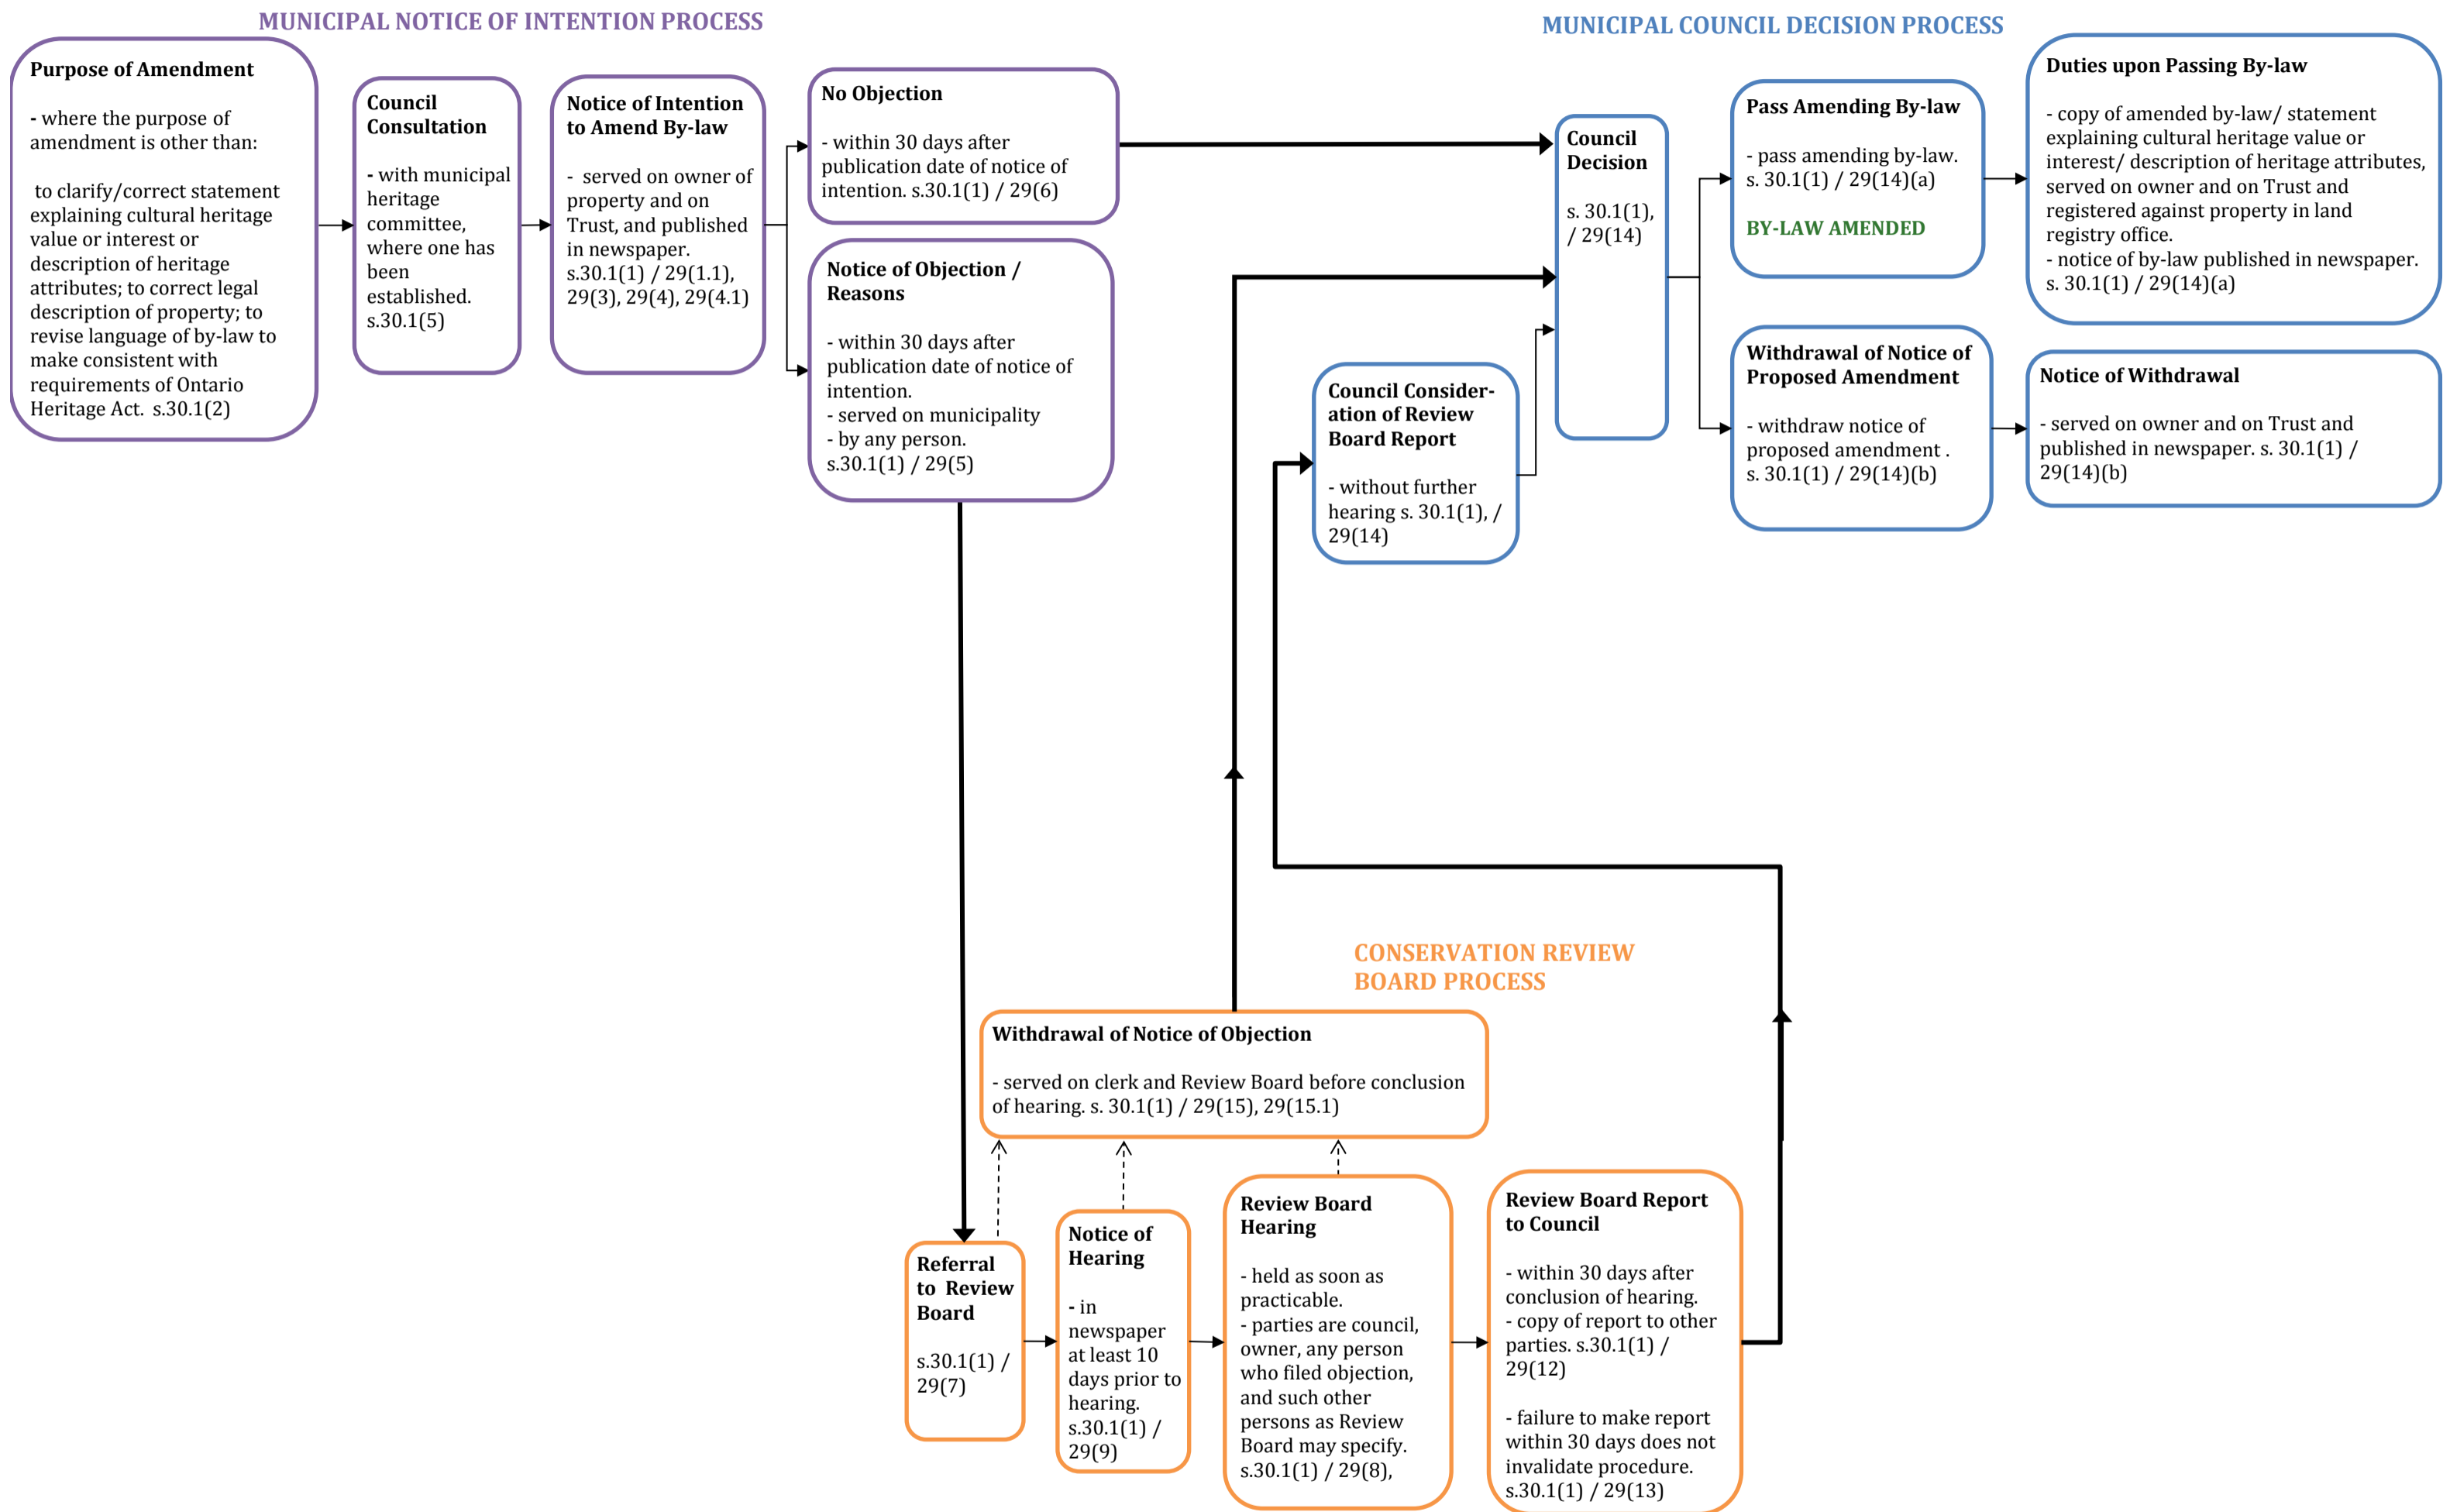 MUNICIPAL NOTICE OF INTENTION PROCESS
Purpose of Amendment
- where the purpose of
amendment is other than:
to clarify/correct statement
explaining cultural heritage
value or interest or
description of heritage
attributes; to correct legal
description of property; to
revise language of by-law to
make consistent with
requirements of Ontario
Heritage Act. s.30.1(2)
Council
Consultation
- with municipal
heritage
committee,
where one has
been
established.
s.30.1(5)
Notice of Intention
to Amend By-law
- served on owner of
property and on
Trust, and published
in newspaper.
s.30.1(1) / 29(1.1),
29(3), 29(4), 29(4.1)
No Objection
- within 30 days after
publication date of notice of
intention. s.30.1(1) / 29(6)
Notice of Objection /
Reasons
- within 30 days after
publication date of notice of
intention.
- served on municipality
- by any person.
s.30.1(1) / 29(5)
MUNICIPAL COUNCIL DECISION PROCESS
Council Consider-
ation of Review
Board Report
- without further
hearing s. 30.1(1), /
29(14)
Council
Decision
s. 30.1(1),
/ 29(14)
Pass Amending By-law
- pass amending by-law.
s. 30.1(1) / 29(14)(a)
BY-LAW AMENDED
Duties upon Passing By-law
- copy of amended by-law/ statement
explaining cultural heritage value or
interest/ description of heritage attributes,
served on owner and on Trust and
registered against property in land
registry office.
- notice of by-law published in newspaper.
s. 30.1(1) / 29(14)(a)
Withdrawal of Notice of
Proposed Amendment
- withdraw notice of
proposed amendment .
s. 30.1(1) / 29(14)(b)
Notice of Withdrawal
- served on owner and on Trust and
published in newspaper. s. 30.1(1) /
29(14)(b)
CONSERVATION REVIEW
BOARD PROCESS
Withdrawal of Notice of Objection
- served on clerk and Review Board before conclusion
of hearing. s. 30.1(1) / 29(15), 29(15.1)
Referral
to Review
Board
s.30.1(1) /
29(7)
Notice of
Hearing
- in
newspaper
at least 10
days prior to
hearing.
s.30.1(1) /
29(9)
Review Board
Hearing
- held as soon as
practicable.
- parties are council,
owner, any person
who filed objection,
and such other
persons as Review
Board may specify.
s.30.1(1) / 29(8),
Review Board Report
to Council
- within 30 days after
conclusion of hearing.
- copy of report to other
parties. s.30.1(1) /
29(12)
- failure to make report
within 30 days does not
invalidate procedure.
s.30.1(1) / 29(13)